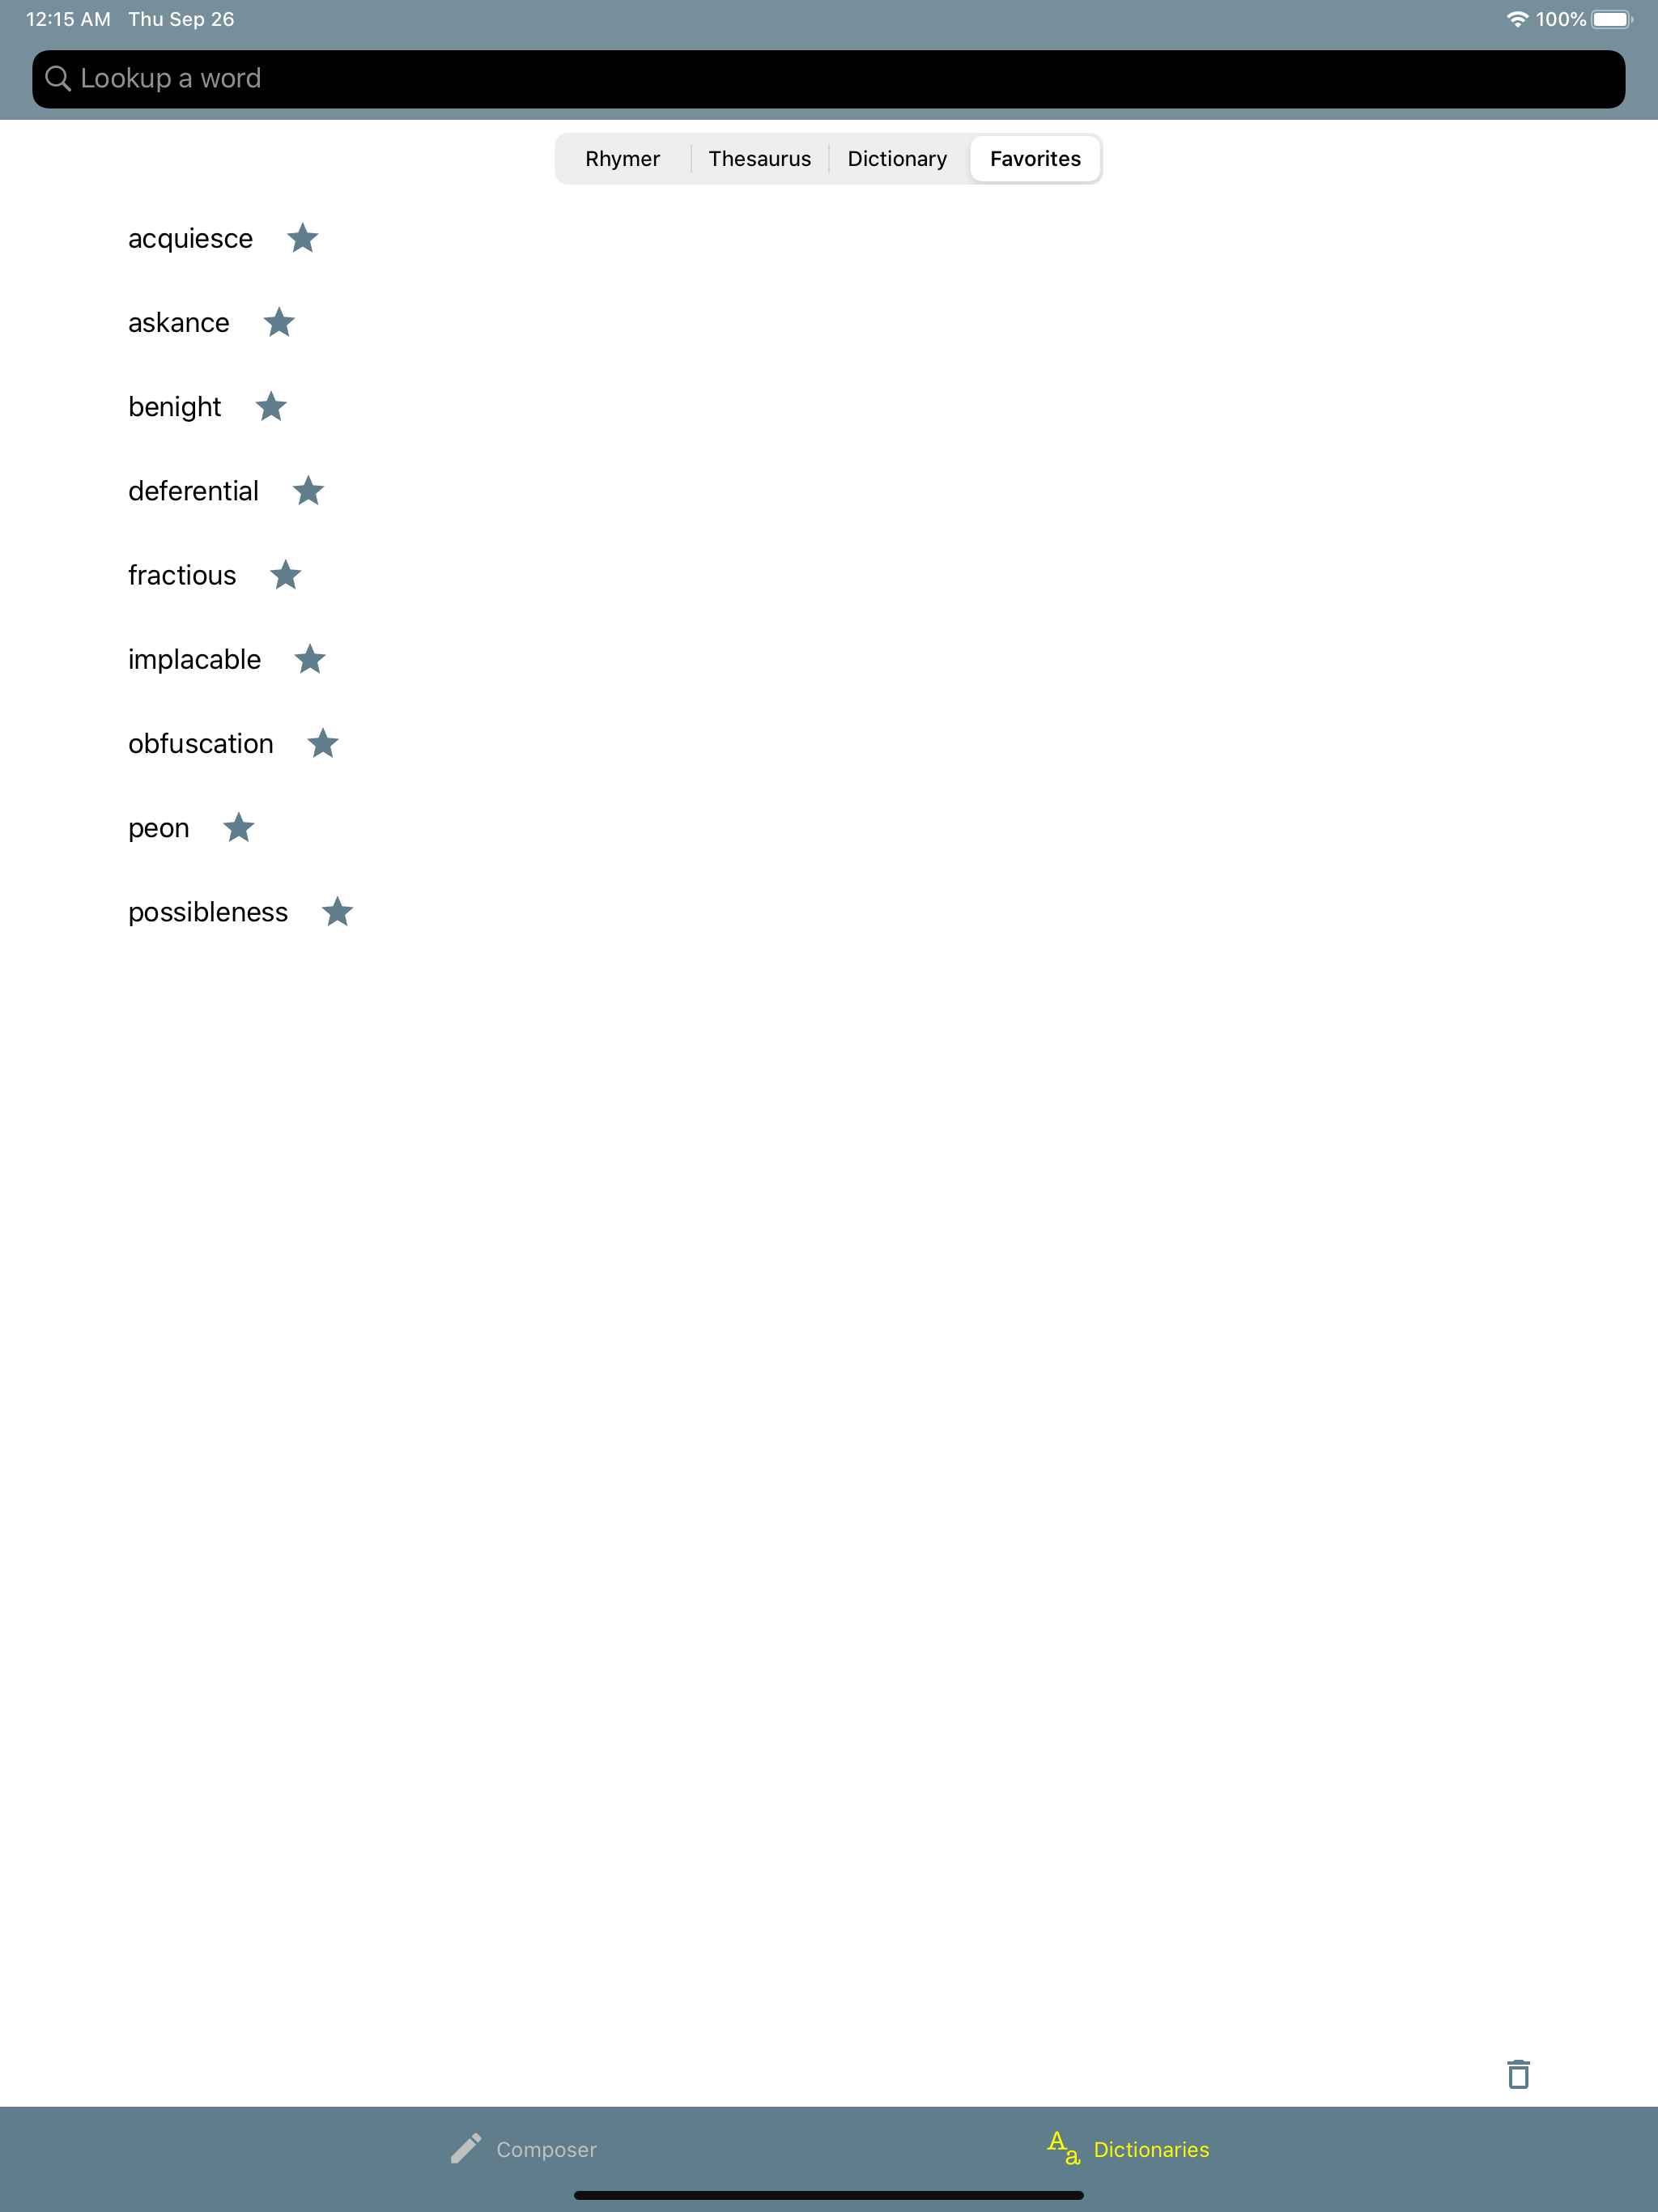 12:15 AM Thu Sep 26 100%
Lookup a word
Rhymer Thesaurus Dictionary Favorites
acquiesce
askance
benight
deferential
fractious
implacable
obfuscation
peon
possibleness
Composer Aa Dictionaries